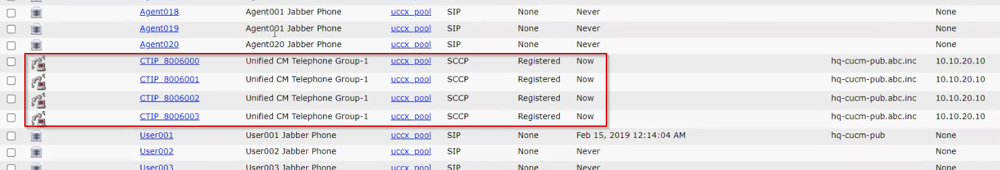 Agent018 Agent001 Jabber Phone uccx_pool SIP None Never None
Agent019 Agent001 Jabber Phone uccx_pool SIP None Never None
Agent020 Agent020 Jabber Phone uccx_pool SIP None Never None
CTIP_8006000 Unified CM Telephone Group-1 uccx_pool SCCP Registered Now hq-cucm-pub.abc.inc 10.10.20.10
CTIP_8006001 Unified CM Telephone Group-1 uccx_pool SCCP Registered Now hq-cucm-pub.abc.inc 10.10.20.10
CTIP_8006002 Unified CM Telephone Group-1 uccx_pool SCCP Registered Now hq-cucm-pub.abc.inc 10.10.20.10
CTIP_8006003 Unified CM Telephone Group-1 uccx_pool SCCP Registered Now hq-cucm-pub.abc.inc 10.10.20.10
User001 User001 Jabber Phone uccx_pool SIP None Feb 15, 2019 12:14:04 AM hq-cucm-pub None
User002 User002 Jabber Phone uccx_pool SIP None Never None
User003 User003 Jabber Phone uccx_pool SIP None Never None